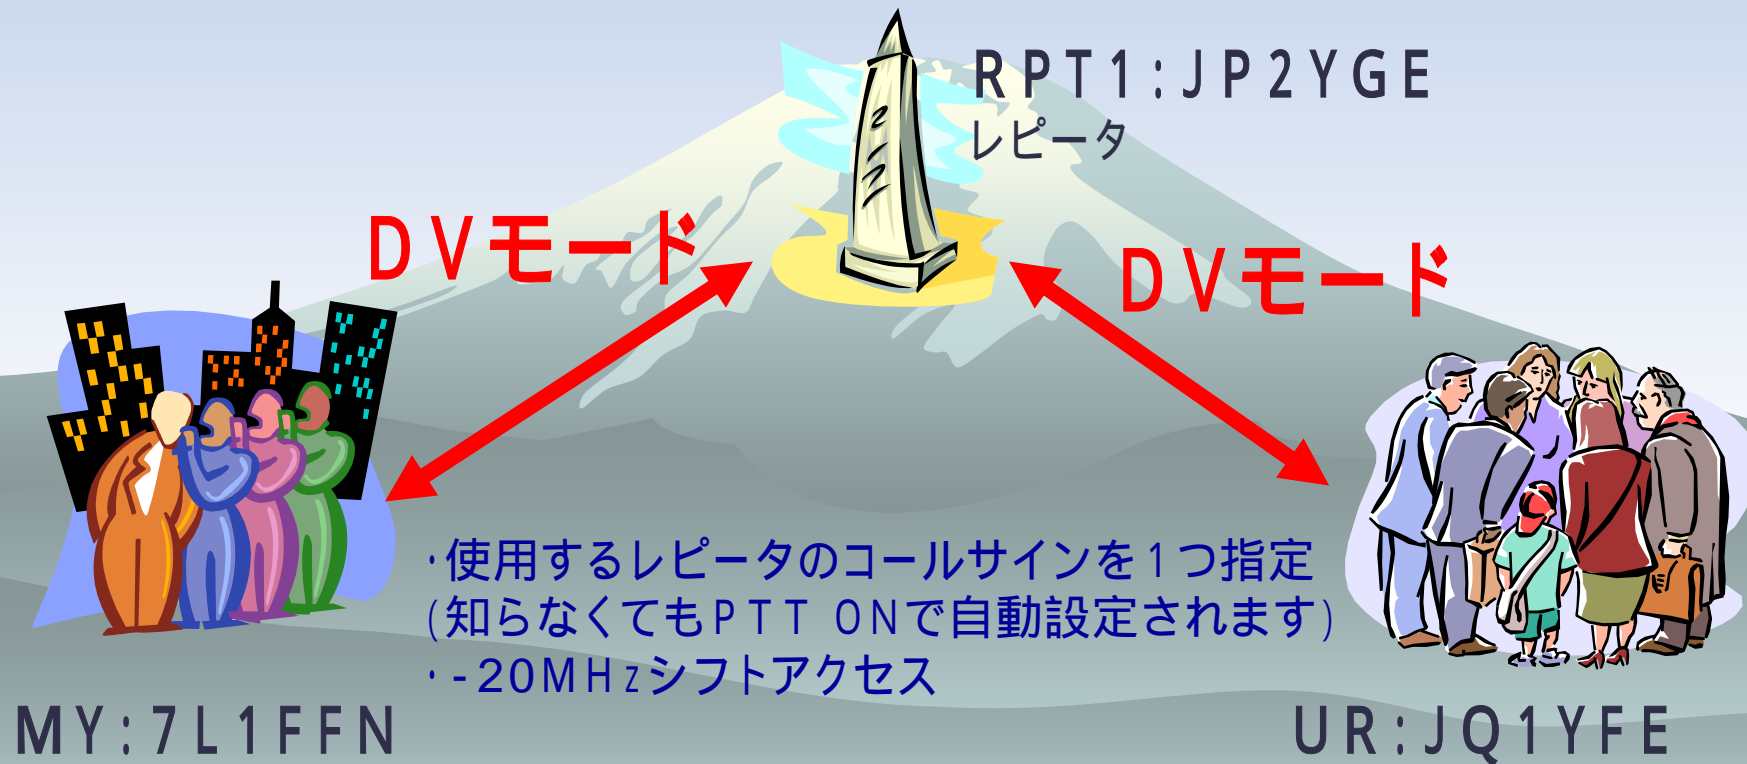 RPT1:JP2YGE
レピータ
DVモード
DVモード
・使用するレピータのコールサインを1つ指定
(知らなくてもPTT ONで自動設定されます)
・-20MHzシフトアクセス
MY:7L1FFN
UR:JQ1YFE